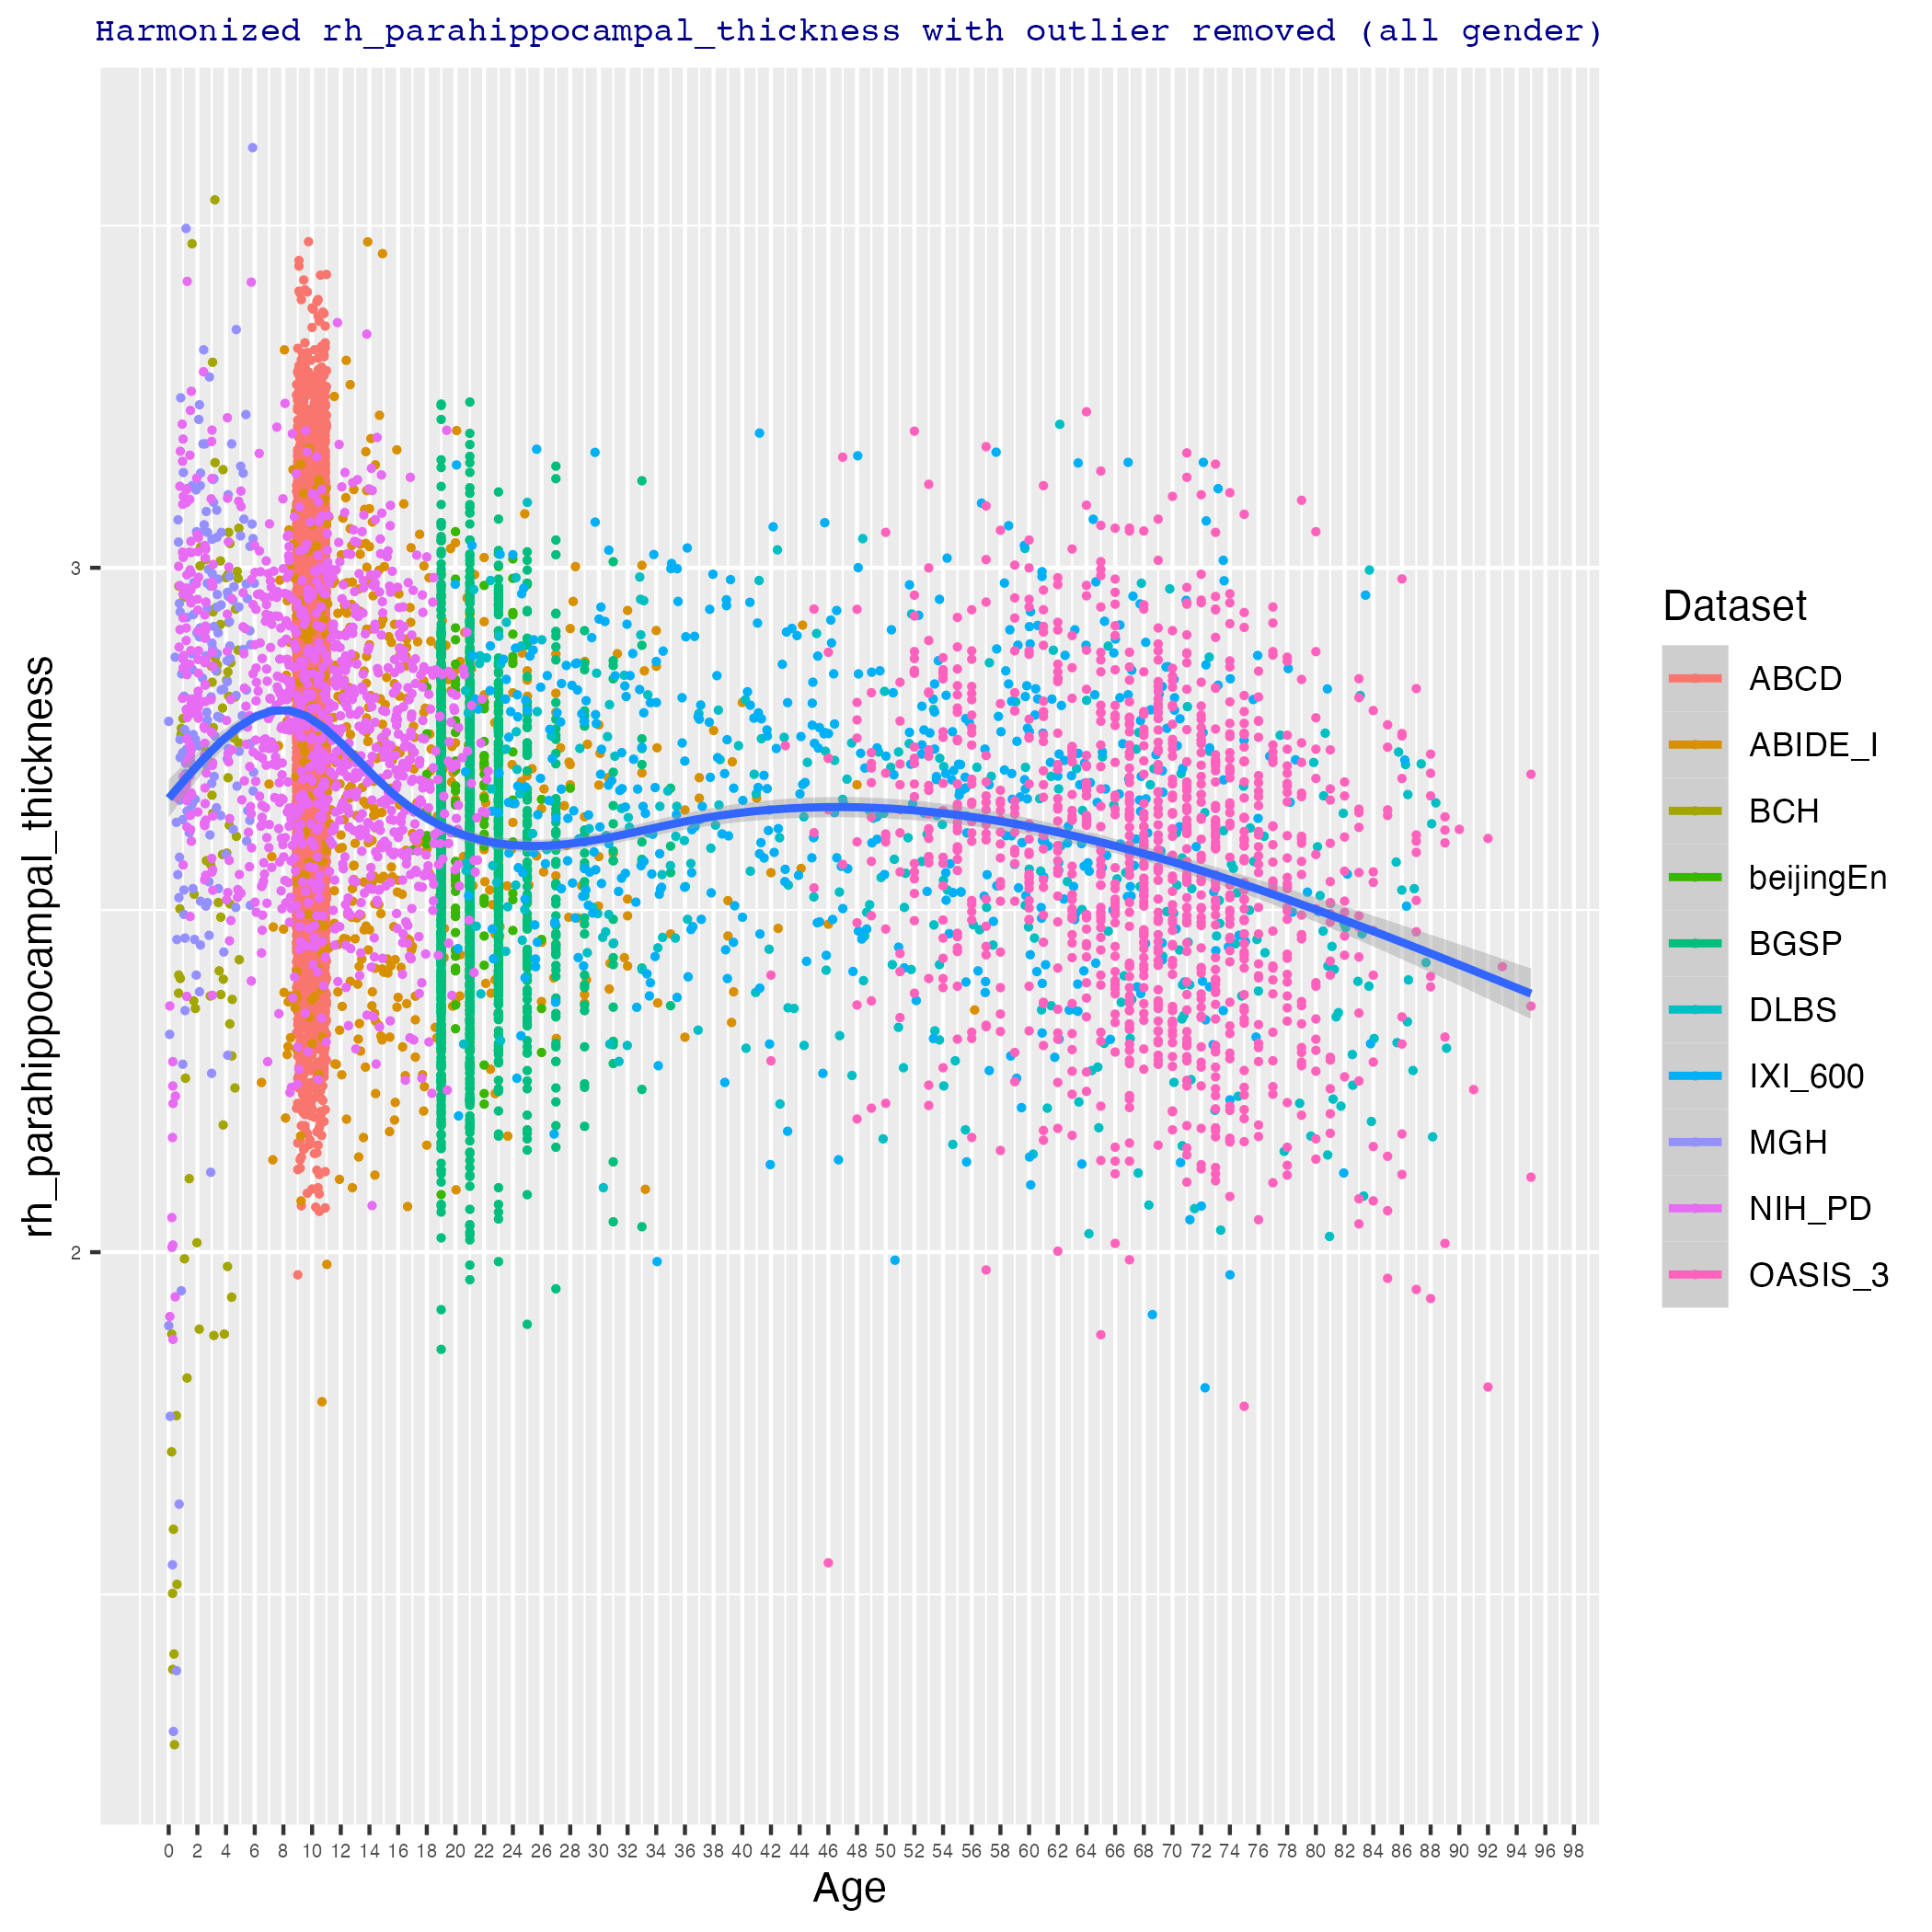 Harmonized rh_parahippocampal_thickness with outlier removed (all gender)
rh_parahippocampal_thickness
3
2
0 2 4 6 8 10 12 14 16 18 20 22 24 26 28 30 32 34 36 38 40 42 44 46 48 50 52 54 56 58 60 62 64 66 68 70 72 74 76 78 80 82 84 86 88 90 92 94 96 98
Age
Dataset
ABCD
ABIDE_I
BCH
beijingEn
BGSP
DLBS
IXI_600
MGH
NIH_PD
OASIS_3